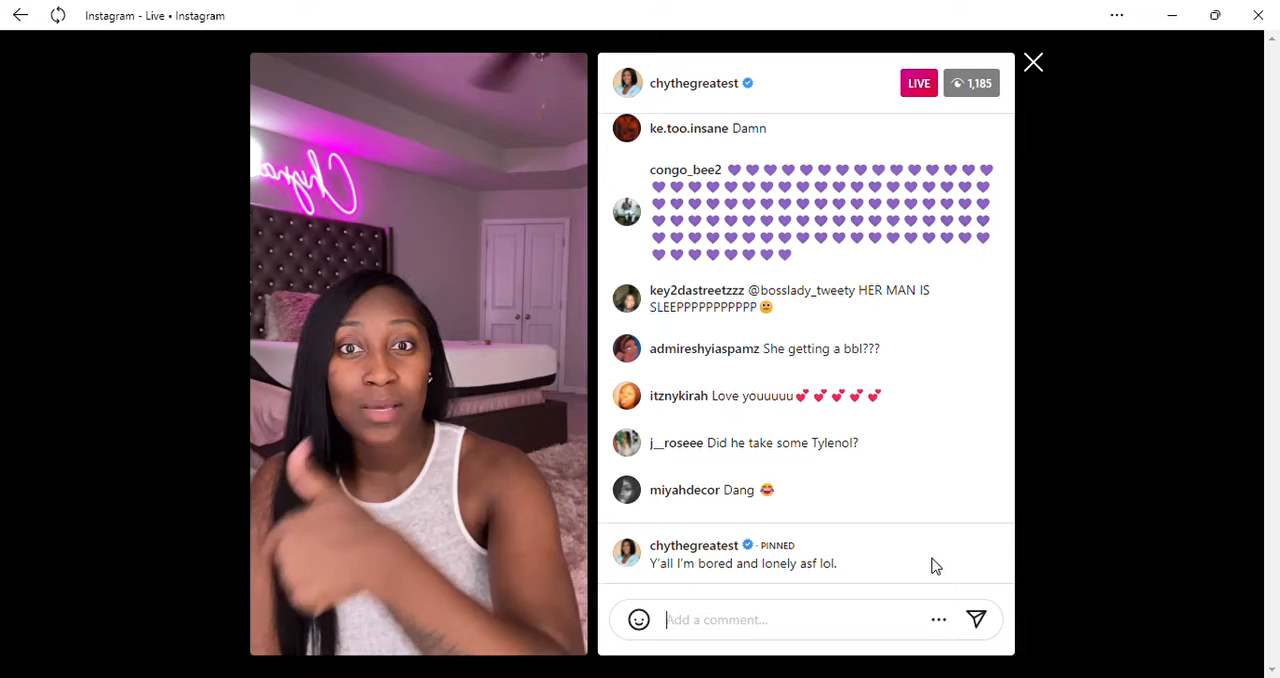 Instagram - Live • Instagram
Chyna
chythegreatest
LIVE
1,185
ke.too.insane Damn
congo_bee2 💜💜💜💜💜💜💜💜💜💜💜💜💜💜💜
💜💜💜💜💜💜💜💜💜💜💜💜💜💜💜💜💜💜💜
💜💜💜💜💜💜💜💜💜💜💜💜💜💜💜💜💜💜💜
💜💜💜💜💜💜💜💜💜💜💜💜💜💜💜💜💜💜💜
💜💜💜💜💜💜💜💜💜💜💜💜💜💜💜💜💜💜💜
💜💜💜💜💜💜💜💜
key2dastreetzzz @bosslady_tweety HER MAN IS
SLEEPPPPPPPPPPP😕
admireshyiaspamz She getting a bbl???
itznykirah Love youuuuu💕 💕 💕 💕 💕
j__roseee Did he take some Tylenol?
miyahdecor Dang 😂
chythegreatest · PINNED
Y'all I'm bored and lonely asf lol.
Add a comment...